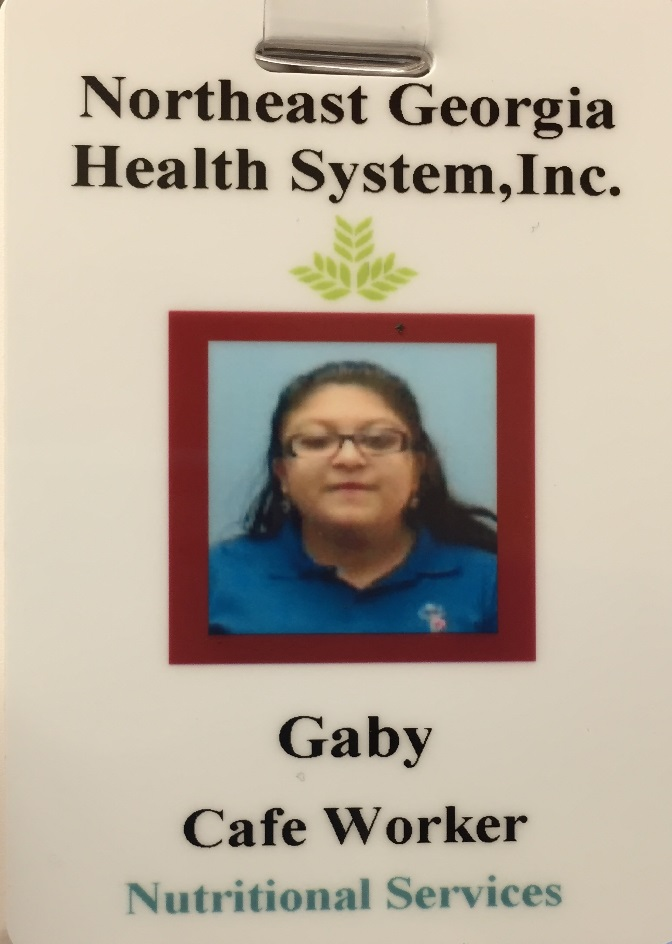 Northeast Georgia
Health System,Inc.
Gaby
Cafe Worker
Nutritional Services